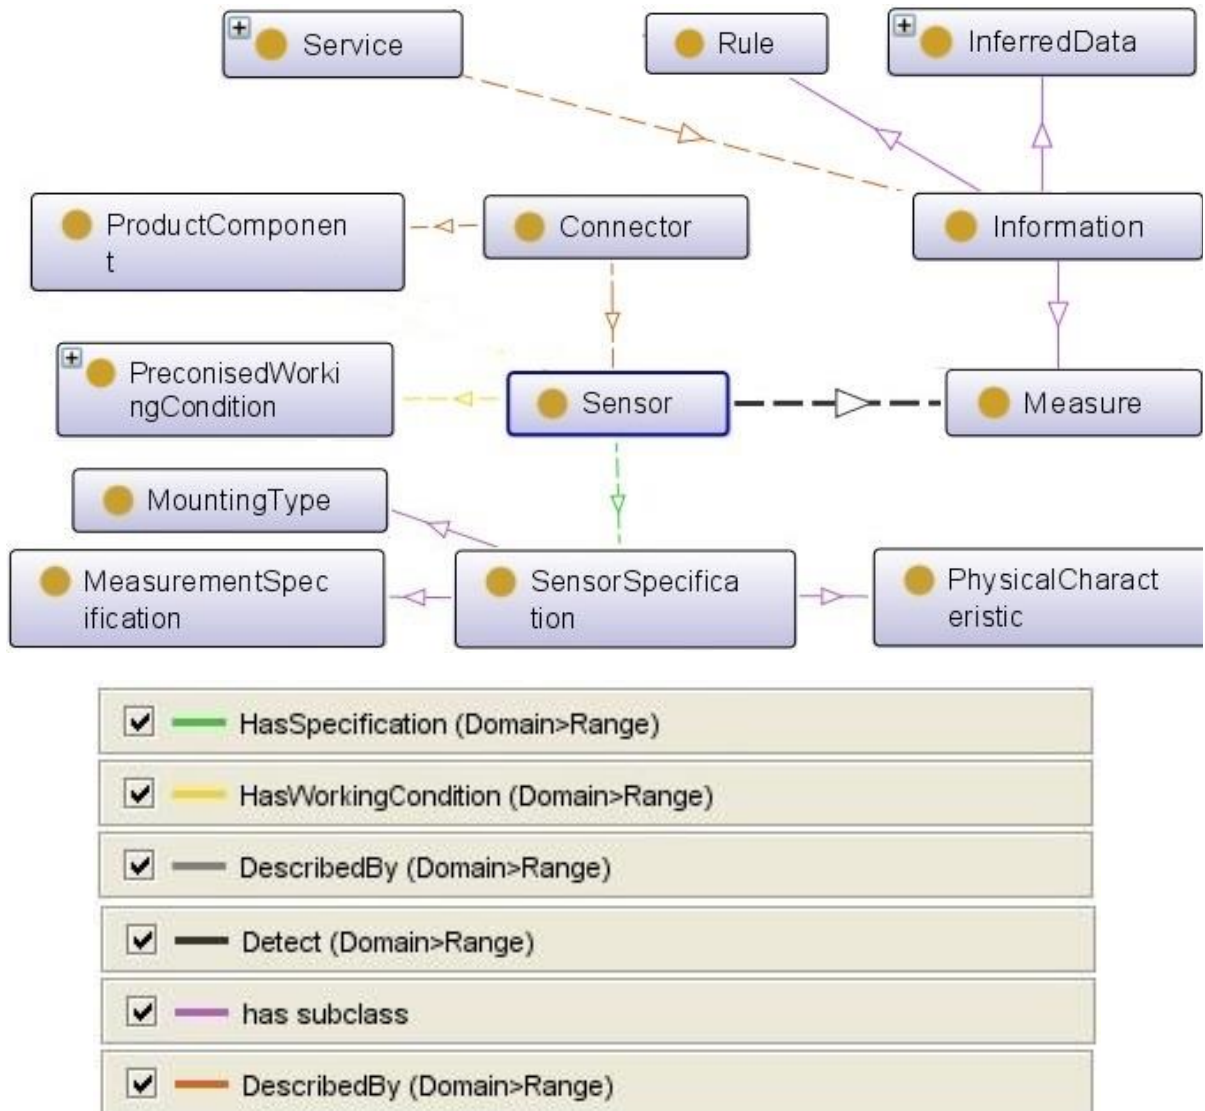 Service
Rule
InferredData
ProductComponen
t
Connector
Information
PreconisedWorki
ngCondition
Sensor
Measure
MountingType
MeasurementSpec
ification
SensorSpecifica
tion
PhysicalCharact
eristic
HasSpecification (Domain>Range)
HasWorkingCondition (Domain>Range)
DescribedBy (Domain>Range)
Detect (Domain>Range)
has subclass
DescribedBy (Domain>Range)